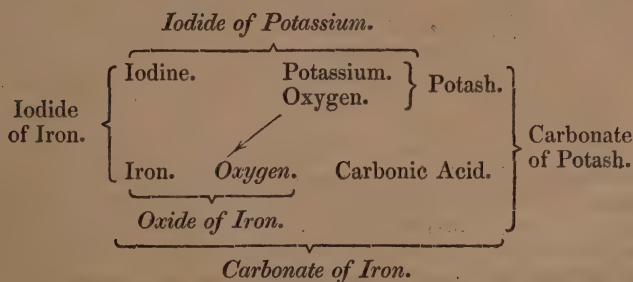 Iodide of Potassium.
Iodine. Potassium.
Oxygen. Potash.
Iodide
of Iron.
Carbonate
of Potash.
Iron. Oxygen. Carbonic Acid.
Oxide of Iron.
Carbonate of Iron.